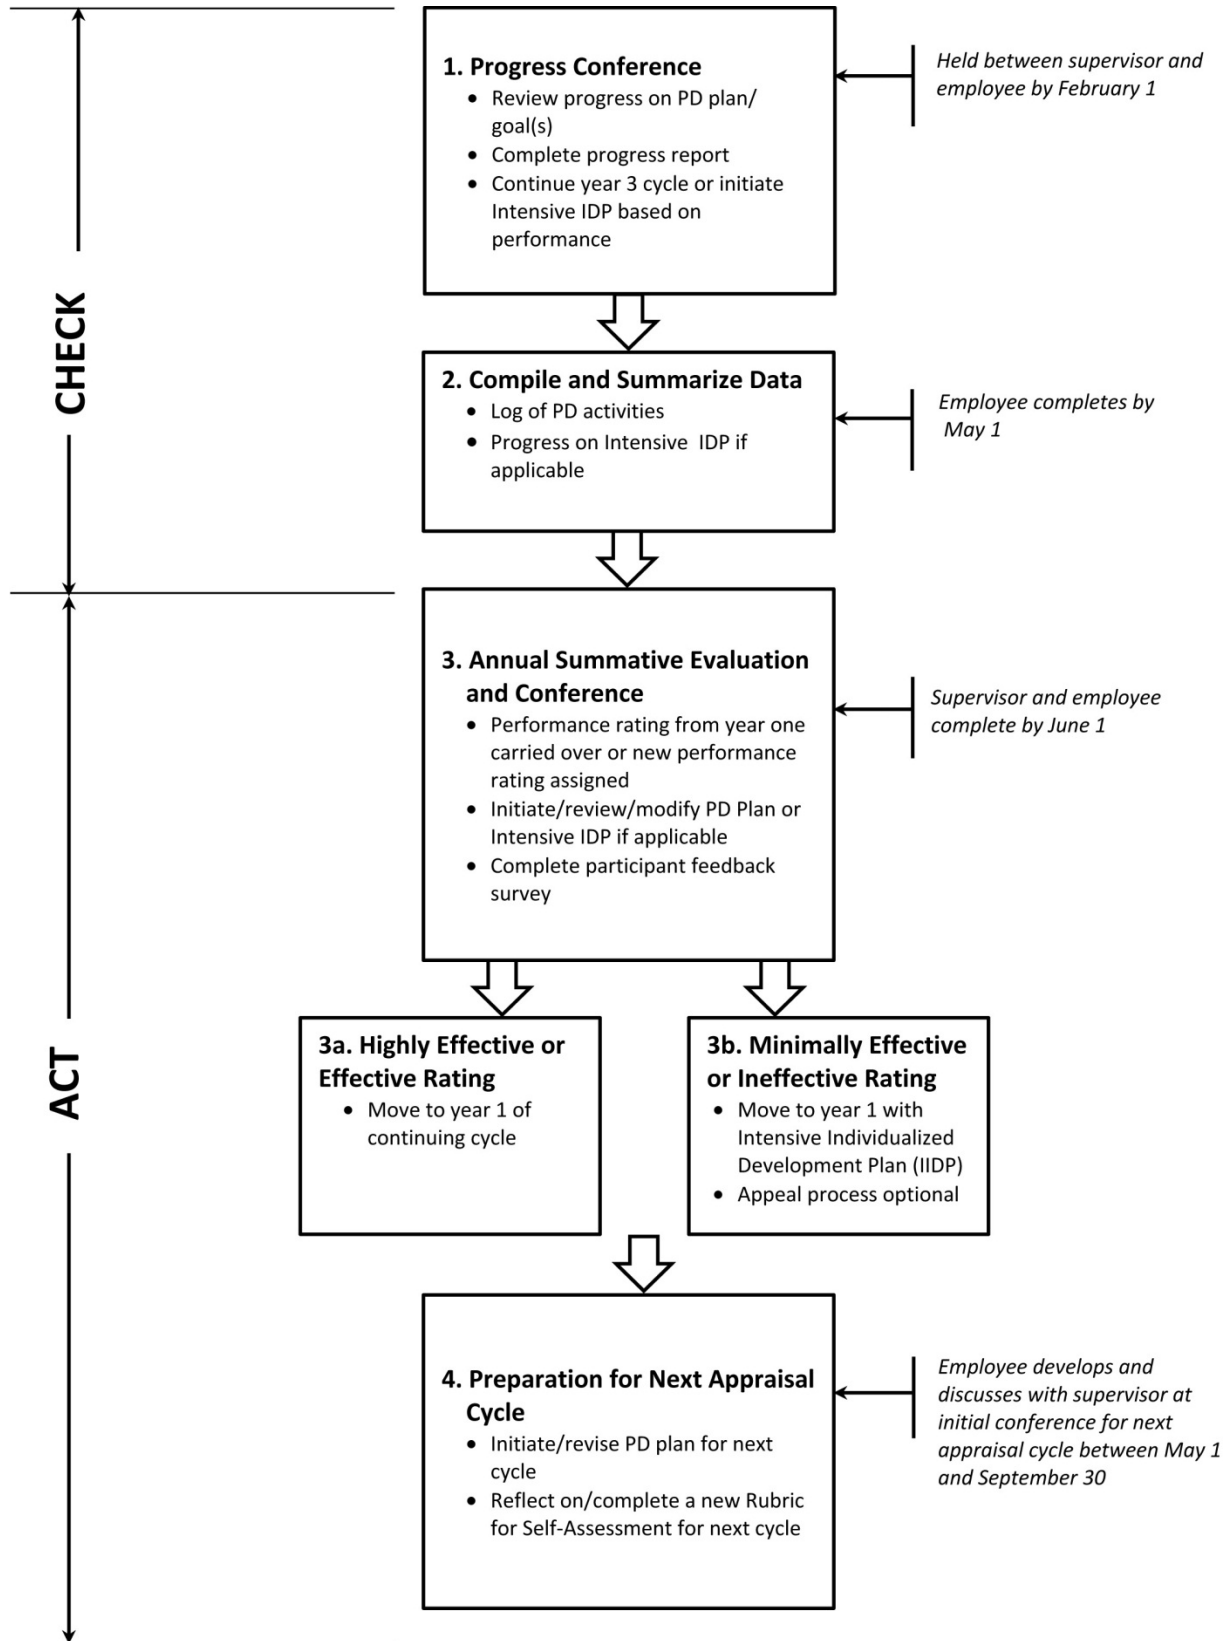 1. Progress Conference
• Review progress on PD plan/
goal(s)
• Complete progress report
• Continue year 3 cycle or initiate
Intensive IDP based on
performance
Held between supervisor and
employee by February 1
CHECK
2. Compile and Summarize Data
• Log of PD activities
• Progress on Intensive  IDP if
applicable
Employee completes by
May 1
3. Annual Summative Evaluation
and Conference
• Performance rating from year one
carried over or new performance
rating assigned
• Initiate/review/modify PD Plan or
Intensive IDP if applicable
• Complete participant feedback
survey
Supervisor and employee
complete by June 1
ACT
3a. Highly Effective or
Effective Rating
• Move to year 1 of
continuing cycle
3b. Minimally Effective
or Ineffective Rating
• Move to year 1 with
Intensive Individualized
Development Plan (IIDP)
• Appeal process optional
4. Preparation for Next Appraisal
Cycle
• Initiate/revise PD plan for next
cycle
• Reflect on/complete a new Rubric
for Self-Assessment for next cycle
Employee develops and
discusses with supervisor at
initial conference for next
appraisal cycle between May 1
and September 30